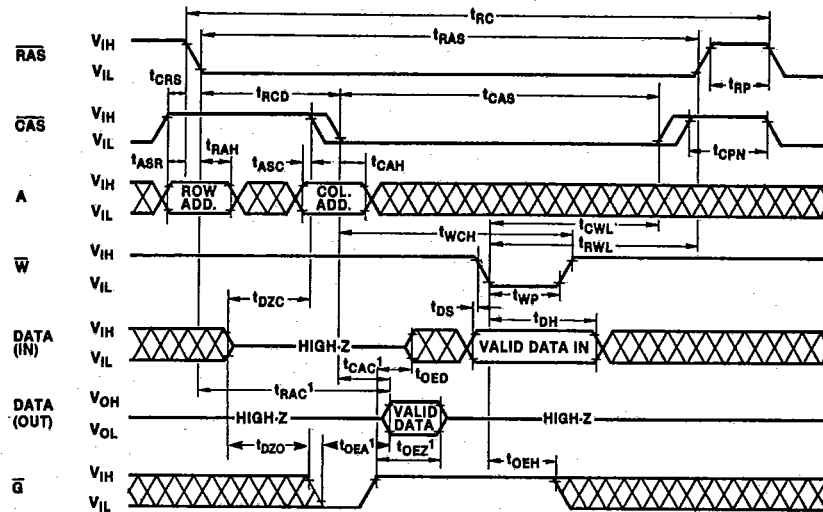 tRC
tRAS
RAS VIH
VIL
tCRS tRCD tCAS tRP
CAS VIH
VIL
tASR tRAH tASC tCAH tCPN
A VIH
VIL
ROW ADD.
COL. ADD.
tWCH tCWL
tRWL
W VIH
VIL
tDZC tWP
tDS tDH
DATA (IN) VIH
VIL
HIGH-Z VALID DATA IN
tCAC1 tOED
tRAC1
DATA (OUT) VOH
VOL
HIGH-Z VALID DATA HIGH-Z
tDZO tOEA1 tOEZ1 tOEH
G VIH
VIL